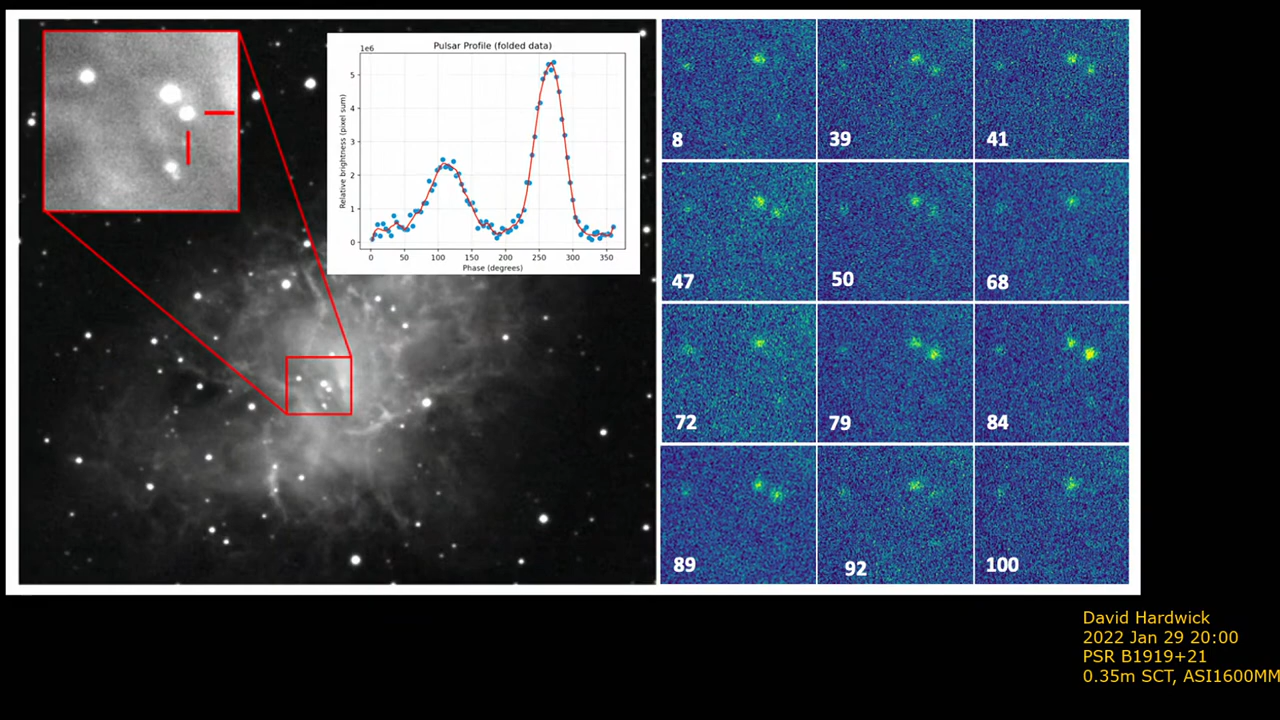 Pulsar Profile (folded data)
1e6
Relative brightness (pixel sum)
5
4
3
2
1
0
0 50 100 150 200 250 300 350
Phase (degrees)
8 39 41
47 50 68
72 79 84
89 92 100
David Hardwick
2022 Jan 29 20:00
PSR B1919+21
0.35m SCT, ASI1600MM